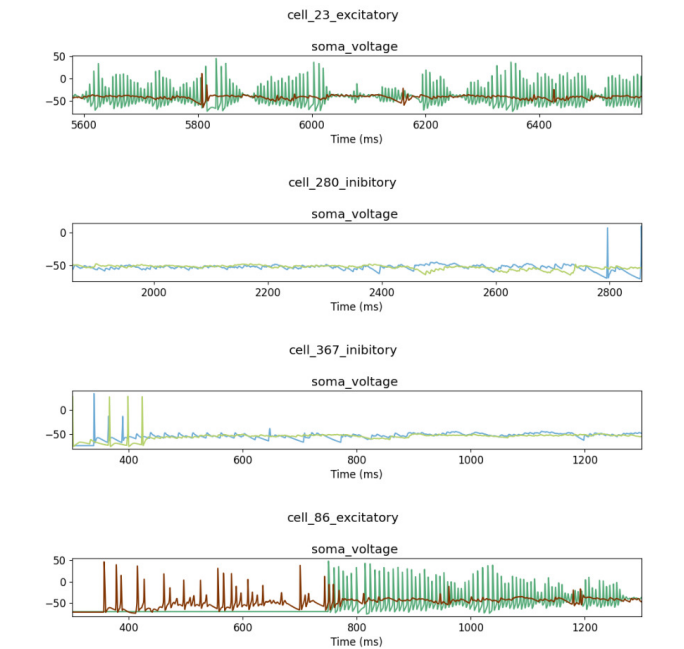 cell_23_excitatory
soma_voltage
50
0
−50
5600 5800 6000 6200 6400
Time (ms)
cell_280_inibitory
soma_voltage
0
−50
2000 2200 2400 2600 2800
Time (ms)
cell_367_inibitory
soma_voltage
0
−50
400 600 800 1000 1200
Time (ms)
cell_86_excitatory
soma_voltage
50
0
−50
400 600 800 1000 1200
Time (ms)